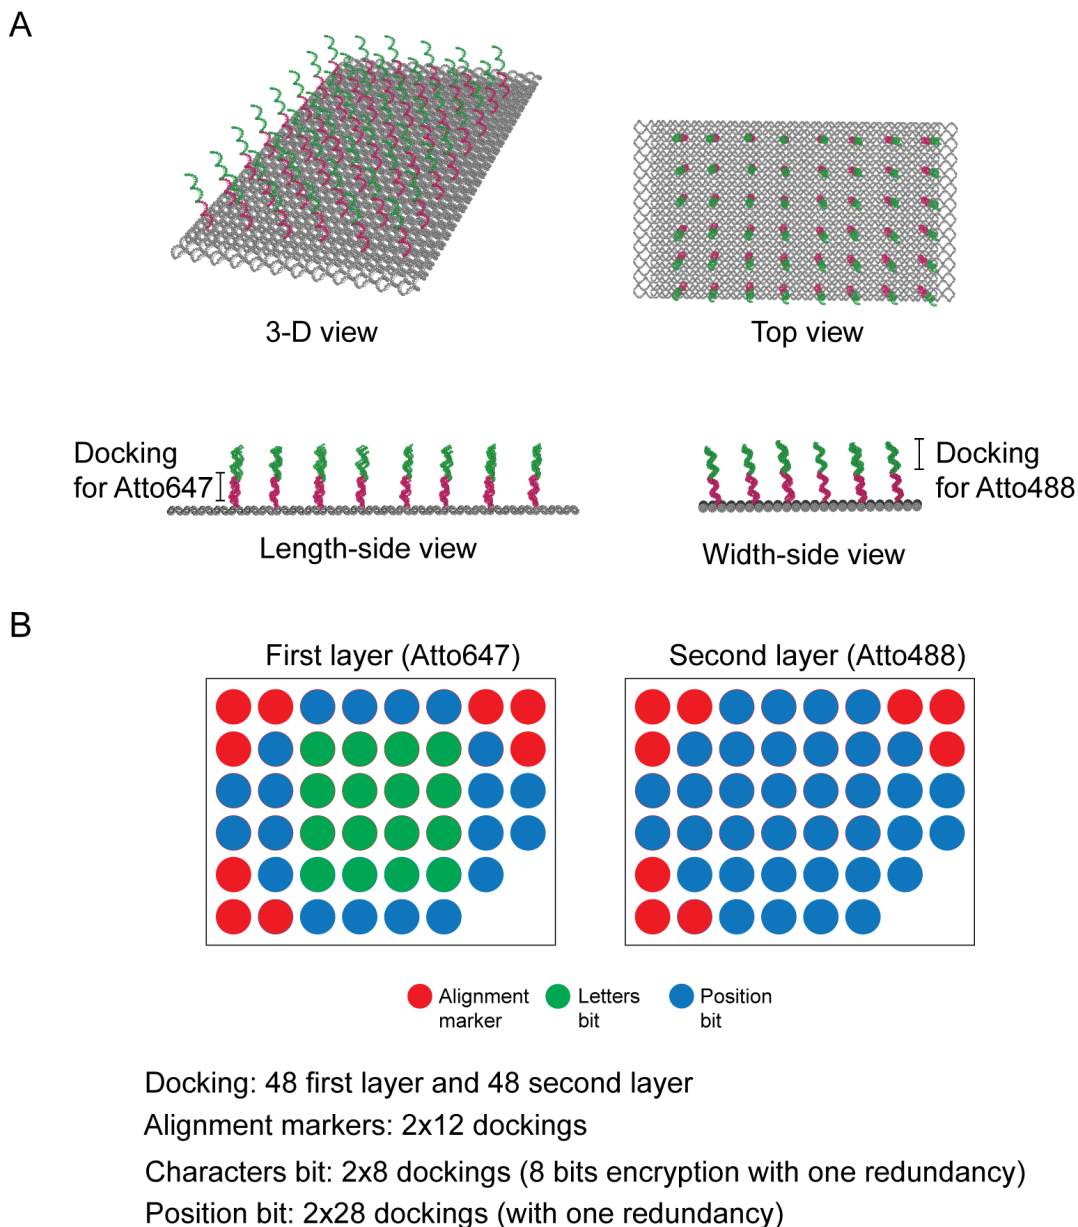 A
3-D view
Top view
Docking
for Atto647
Length-side view
Docking
for Atto488
Width-side view
B
First layer (Atto647)
Second layer (Atto488)
Alignment
marker
Letters
bit
Position
bit
Docking: 48 first layer and 48 second layer
Alignment markers: 2x12 dockings
Characters bit: 2x8 dockings (8 bits encryption with one redundancy)
Position bit: 2x28 dockings (with one redundancy)